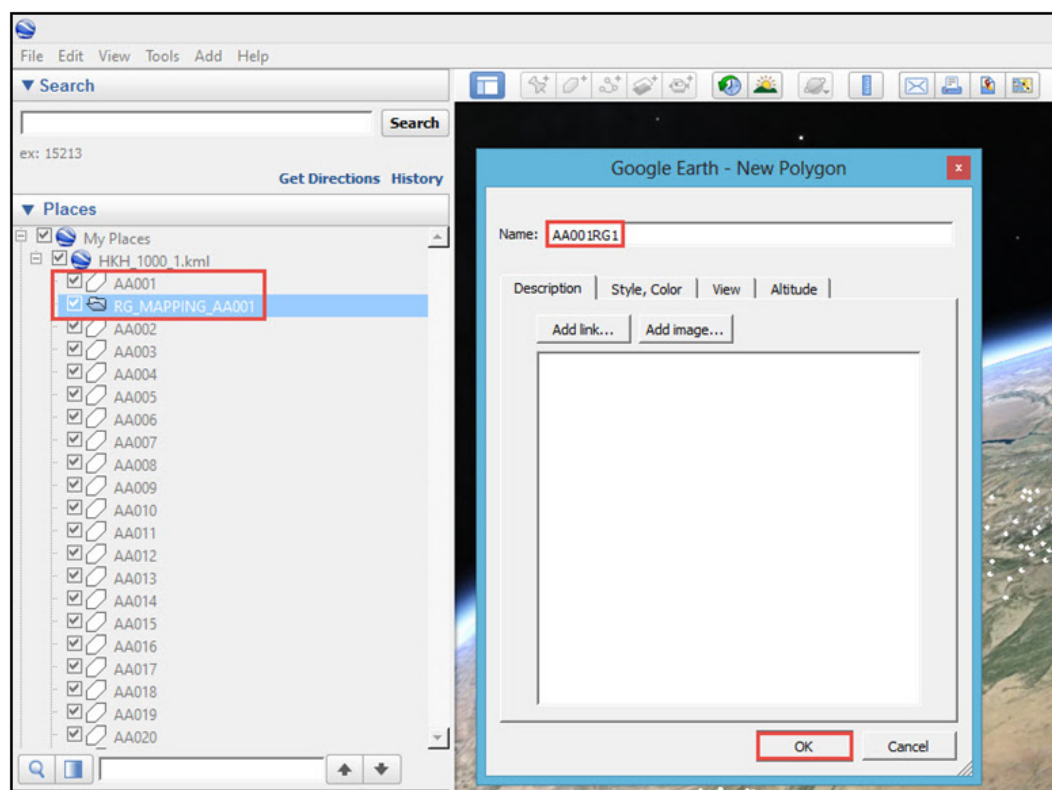 File Edit View Tools Add Help
▼ Search
Search
ex: 15213
Get Directions History
▼ Places
My Places
HKH_1000_1.kml
AA001
RG_MAPPING_AA001
AA002
AA003
AA004
AA005
AA006
AA007
AA008
AA009
AA010
AA011
AA012
AA013
AA014
AA015
AA016
AA017
AA018
AA019
AA020
Google Earth - New Polygon
x
Name: AA001RG1
Description Style, Color View Altitude
Add link... Add image...
OK Cancel